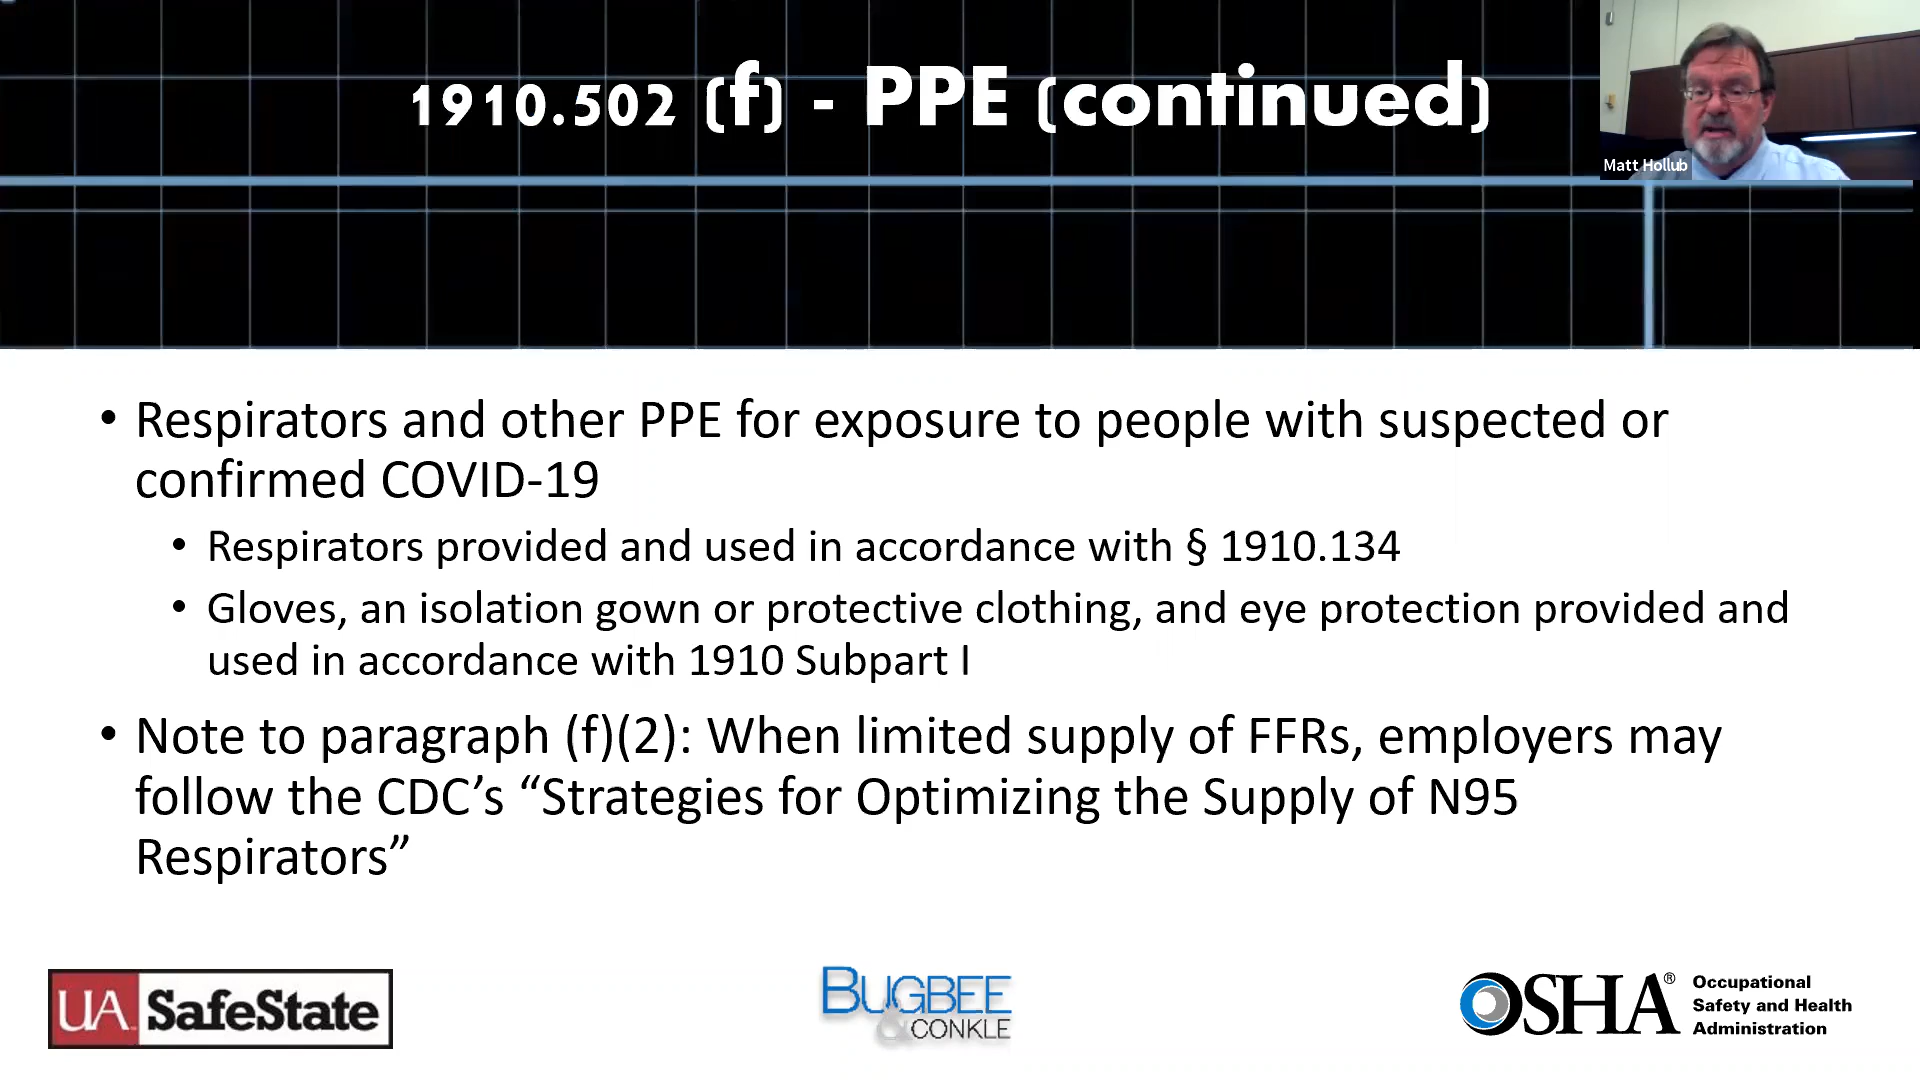 1910.502 (f) - PPE (continued)
Matt Hollub
• Respirators and other PPE for exposure to people with suspected or
confirmed COVID-19
• Respirators provided and used in accordance with § 1910.134
• Gloves, an isolation gown or protective clothing, and eye protection provided and
used in accordance with 1910 Subpart I
• Note to paragraph (f)(2): When limited supply of FFRs, employers may
follow the CDC’s “Strategies for Optimizing the Supply of N95
Respirators”
UA SafeState
BUGBEE
& CONKLE
OSHA®
Occupational
Safety and Health
Administration